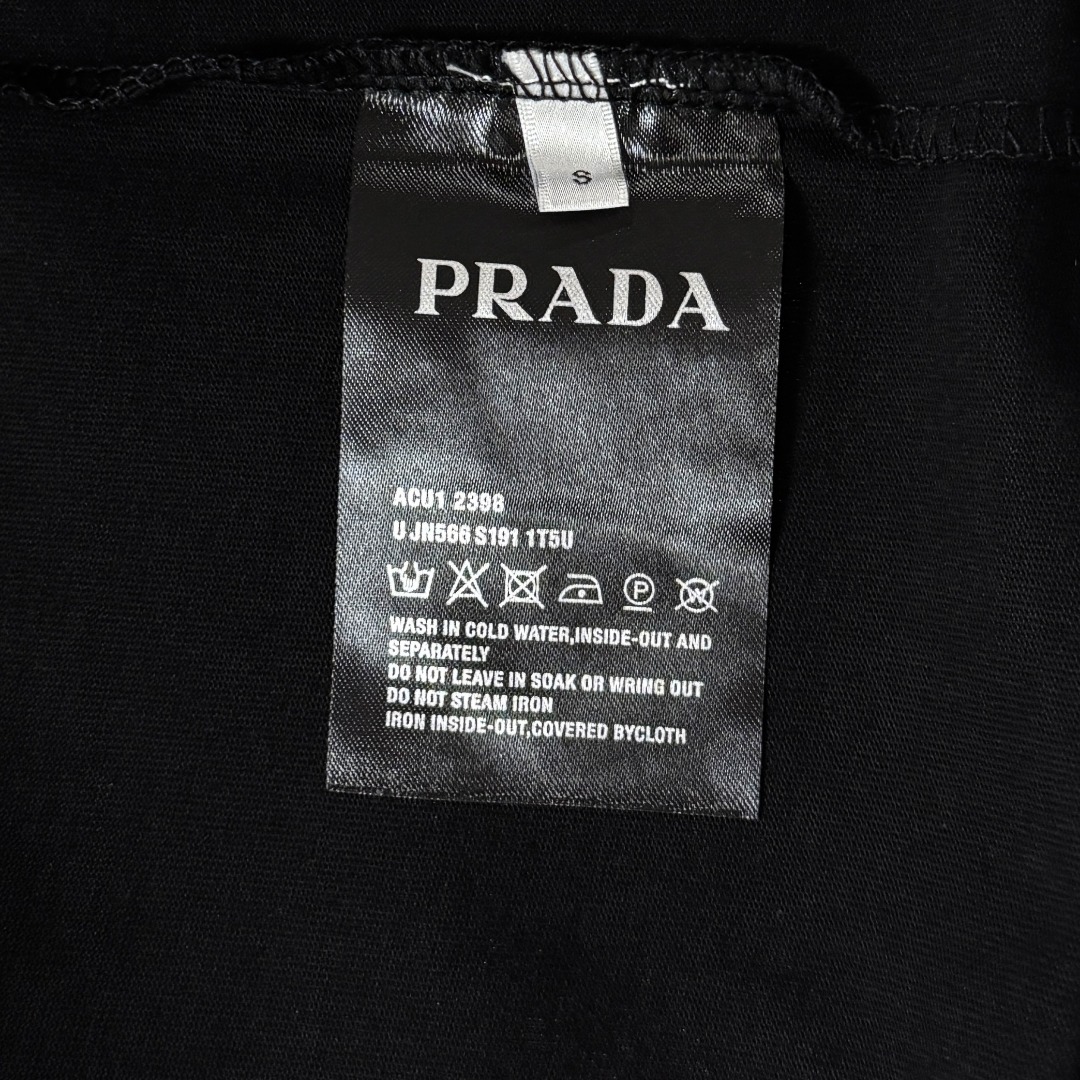 S
PRADA
ACU1 2398
U JN566 S191 1T5U
P W
WASH IN COLD WATER,INSIDE-OUT AND
SEPARATELY
DO NOT LEAVE IN SOAK OR WRING OUT
DO NOT STEAM IRON
IRON INSIDE-OUT,COVERED BYCLOTH